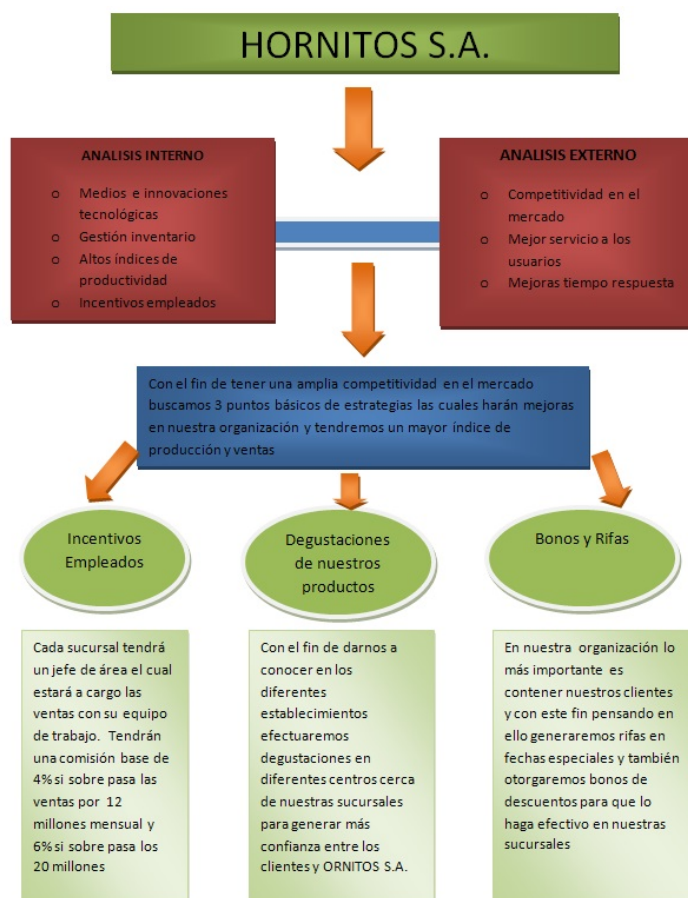 HORNITOS S.A.
ANALISIS INTERNO
o Medios e innovaciones
tecnológicas
o Gestión inventario
o Altos índices de
productividad
o Incentivos empleados
ANALISIS EXTERNO
o Competitividad en el
mercado
o Mejor servicio a los
usuarios
o Mejoras tiempo respuesta
Con el fin de tener una amplia competitividad en el mercado
buscamos 3 puntos básicos de estrategias las cuales harán mejoras
en nuestra organización y tendremos un mayor índice de
producción y ventas
Incentivos
Empleados
Degustaciones
de nuestros
productos
Bonos y Rifas
Cada sucursal tendrá
un jefe de área el cual
estará a cargo las
ventas con su equipo
de trabajo. Tendrán
una comisión base de
4% si sobre pasa las
ventas por 12
millones mensual y
6% si sobre pasa los
20 millones
Con el fin de darnos a
conocer en los
diferentes
establecimientos
efectuaremos
degustaciones en
diferentes centros cerca
de nuestras sucursales
para generar más
confianza entre los
clientes y ORNITOS S.A.
En nuestra organización lo
más importante es
contener nuestros clientes
y con este fin pensando en
ello generaremos rifas en
fechas especiales y también
otorgaremos bonos de
descuentos para que lo
haga efectivo en nuestras
sucursales